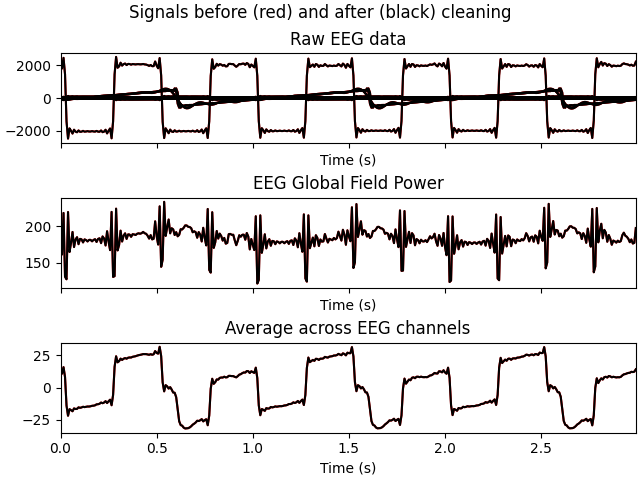 Signals before (red) and after (black) cleaning
Raw EEG data
2000
0
−2000
Time (s)
EEG Global Field Power
200
150
Time (s)
Average across EEG channels
25
0
−25
0.0 0.5 1.0 1.5 2.0 2.5
Time (s)